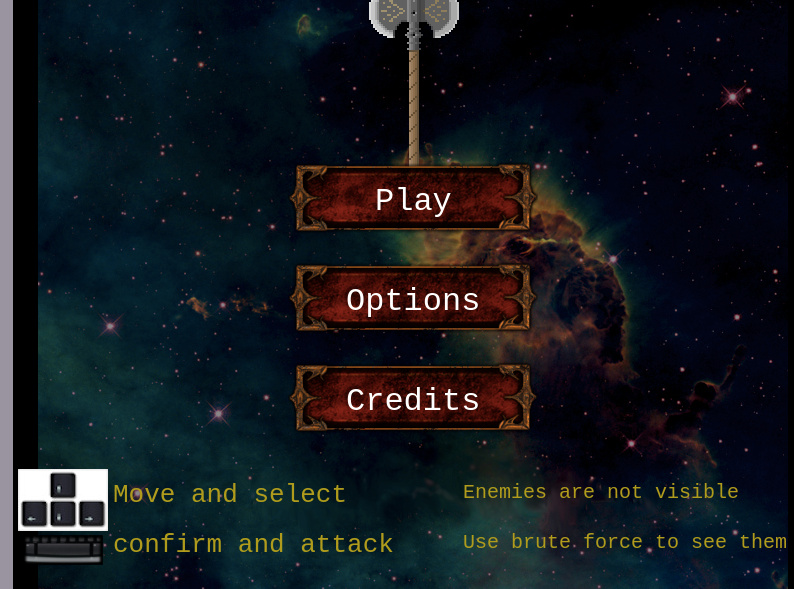 Play
Options
Credits
Move and select
Enemies are not visible
confirm and attack
Use brute force to see them